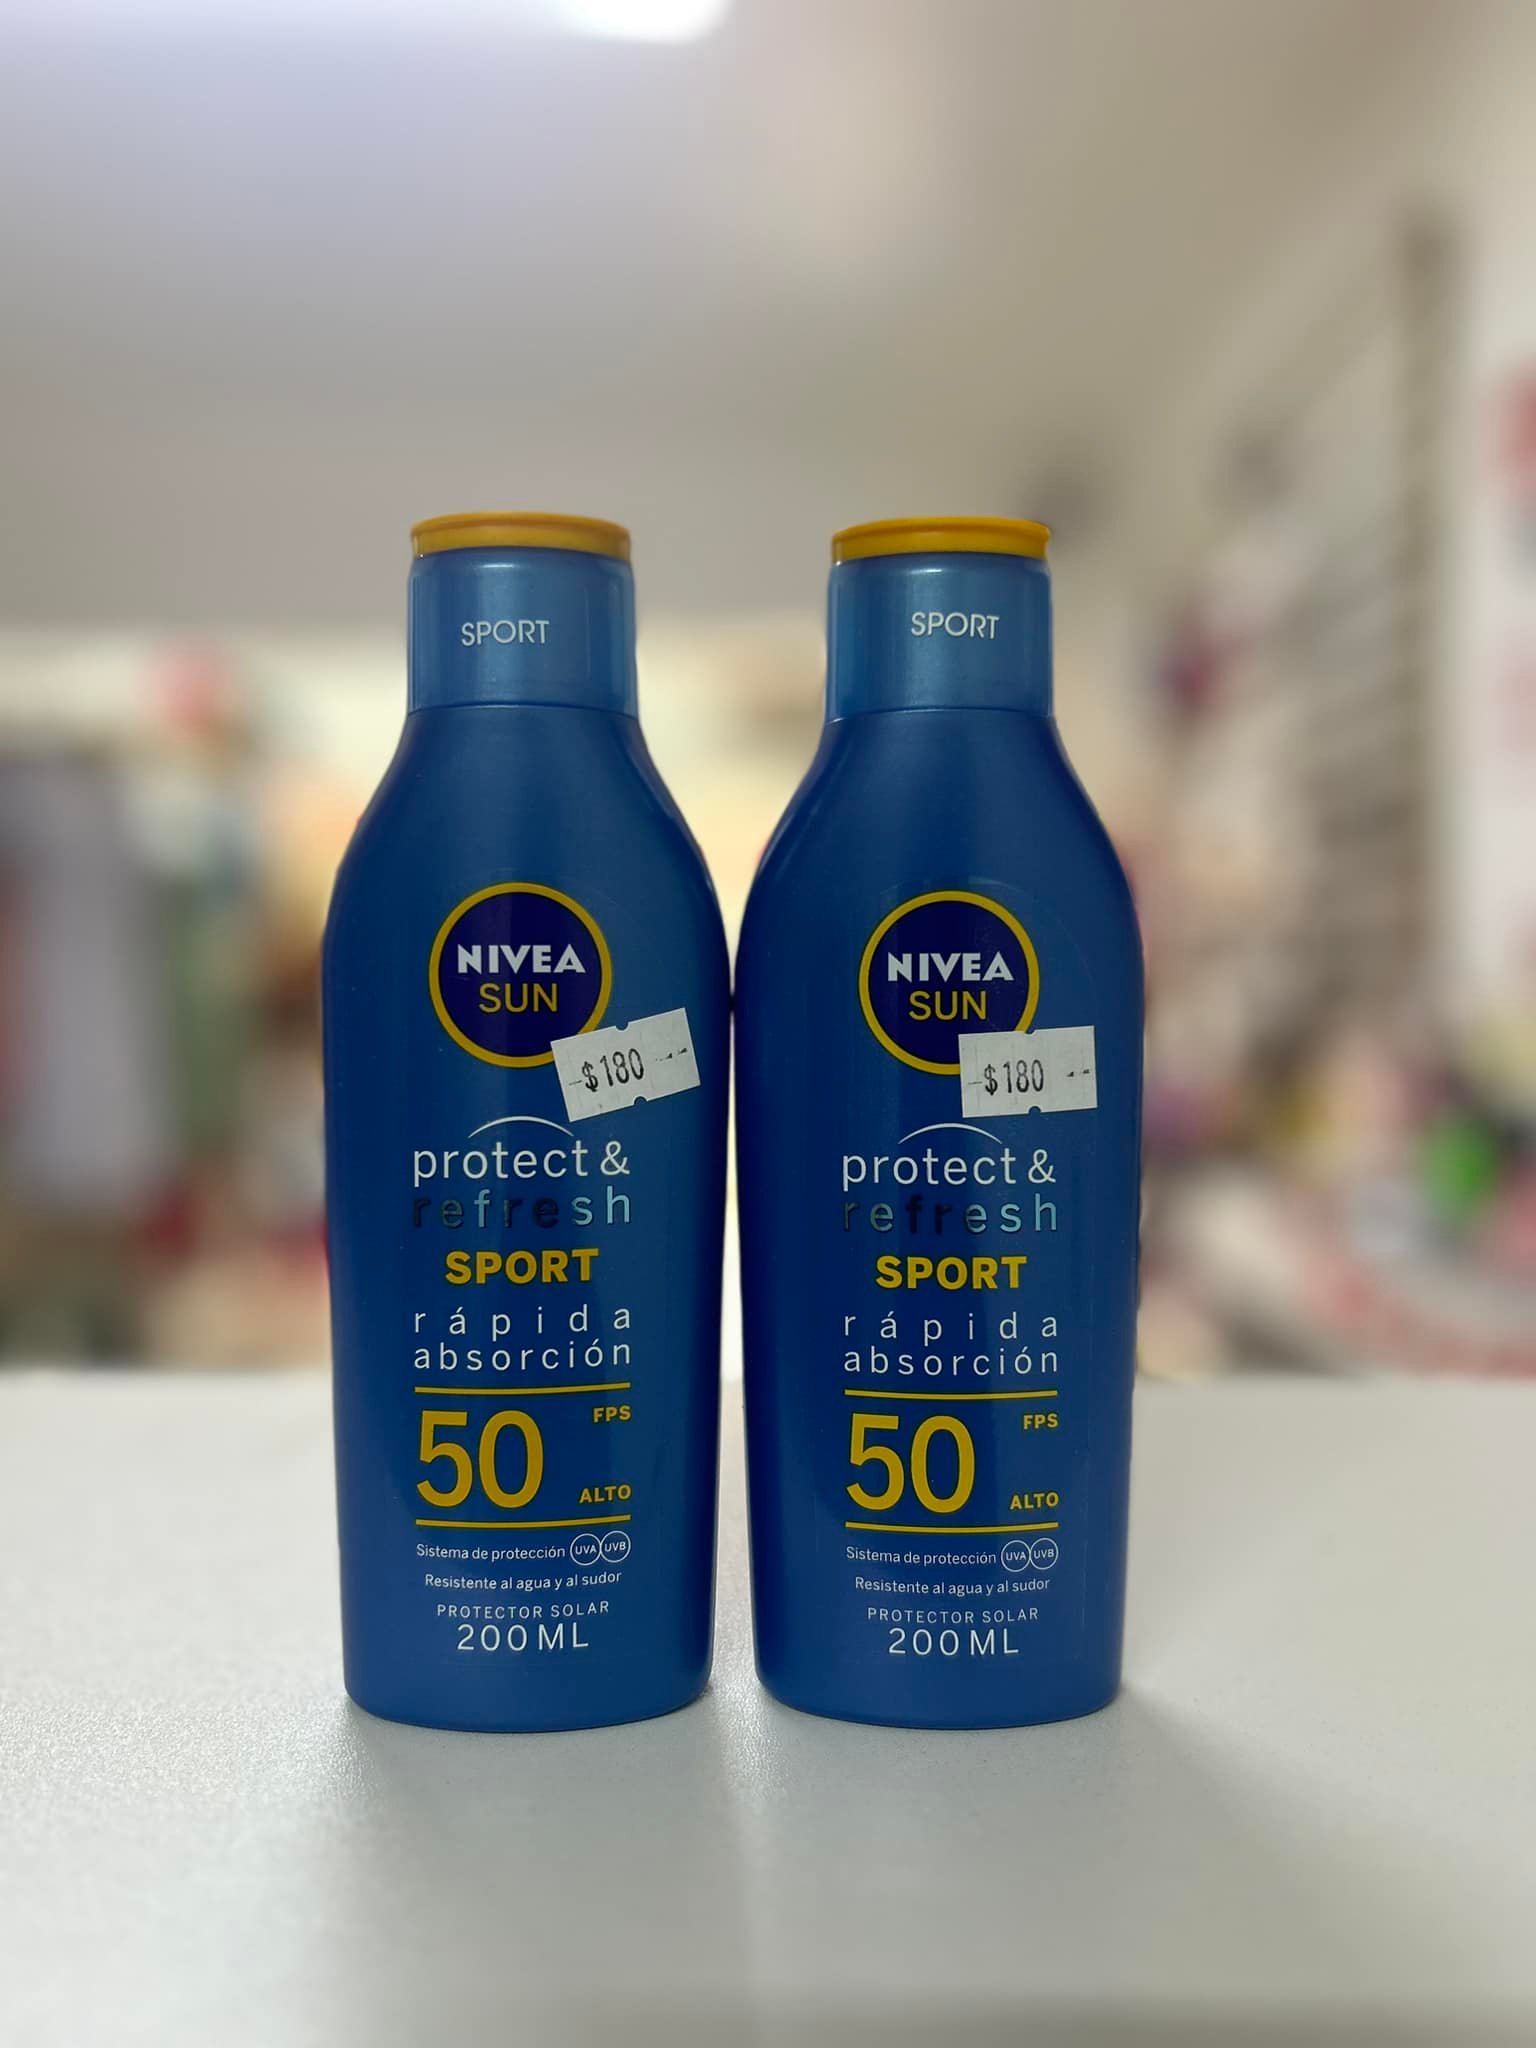 SPORT
NIVEA
SUN
$180
protect &
refresh
SPORT
rápida
absorción
50 FPS
ALTO
Sistema de protección UVA UVB
Resistente al agua y al sudor
PROTECTOR SOLAR
200ML
SPORT
NIVEA
SUN
$180
protect &
refresh
SPORT
rápida
absorción
50 FPS
ALTO
Sistema de protección UVA UVB
Resistente al agua y al sudor
PROTECTOR SOLAR
200ML